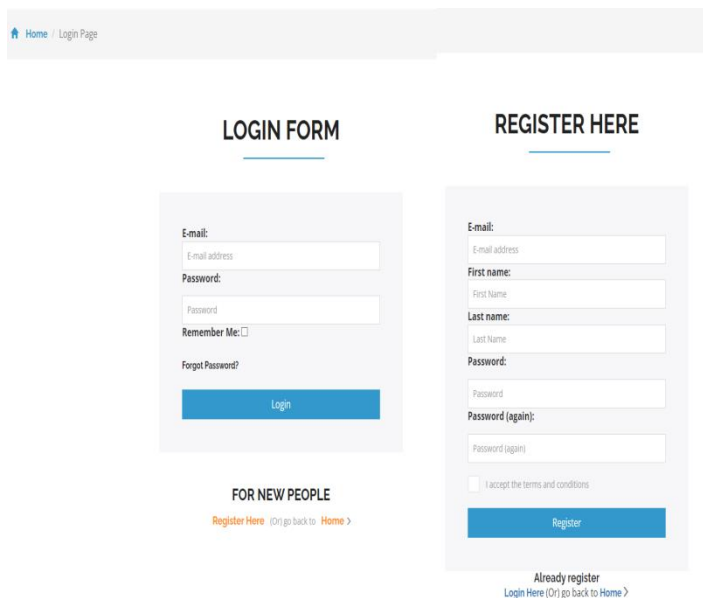 Home / Login Page
LOGIN FORM
E-mail:
E-mail address
Password:
Password
Remember Me:
Forgot Password?
Login
FOR NEW PEOPLE
Register Here (Or) go back to Home >
REGISTER HERE
E-mail:
E-mail address
First name:
First Name
Last name:
Last Name
Password:
Password
Password (again):
Password (again)
I accept the terms and conditions
Register
Already register
Login Here (Or) go back to Home >